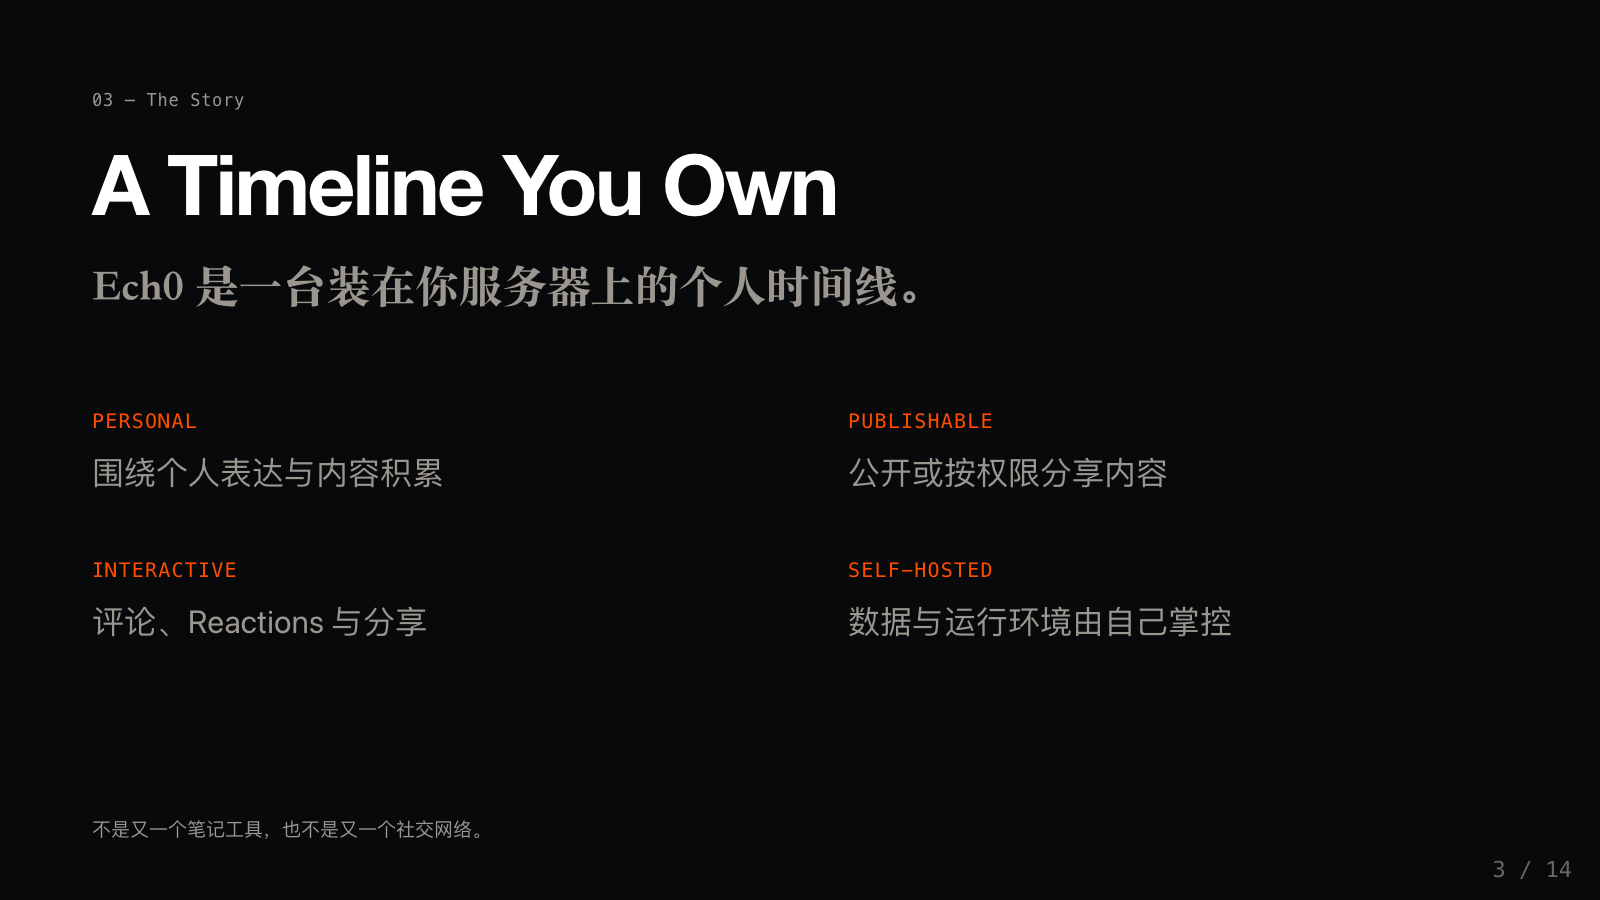 03 — The Story
A Timeline You Own
Ech0 是一台装在你服务器上的个人时间线。
PERSONAL
围绕个人表达与内容积累
PUBLISHABLE
公开或按权限分享内容
INTERACTIVE
评论、Reactions 与分享
SELF-HOSTED
数据与运行环境由自己掌控
不是又一个笔记工具，也不是又一个社交网络。
3 / 14